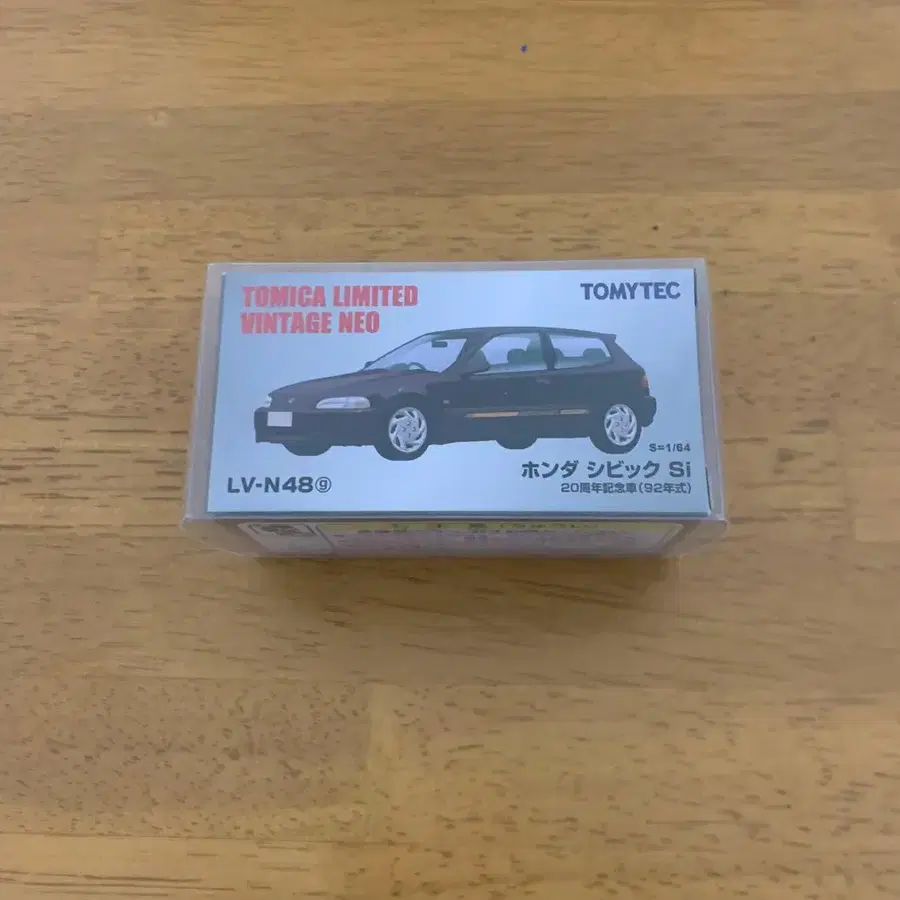 TOMICA LIMITED
VINTAGE NEO
TOMYTEC
S=1/64
LV-N48ⓖ
ホンダ シビック Si
20周年記念車(92年式)